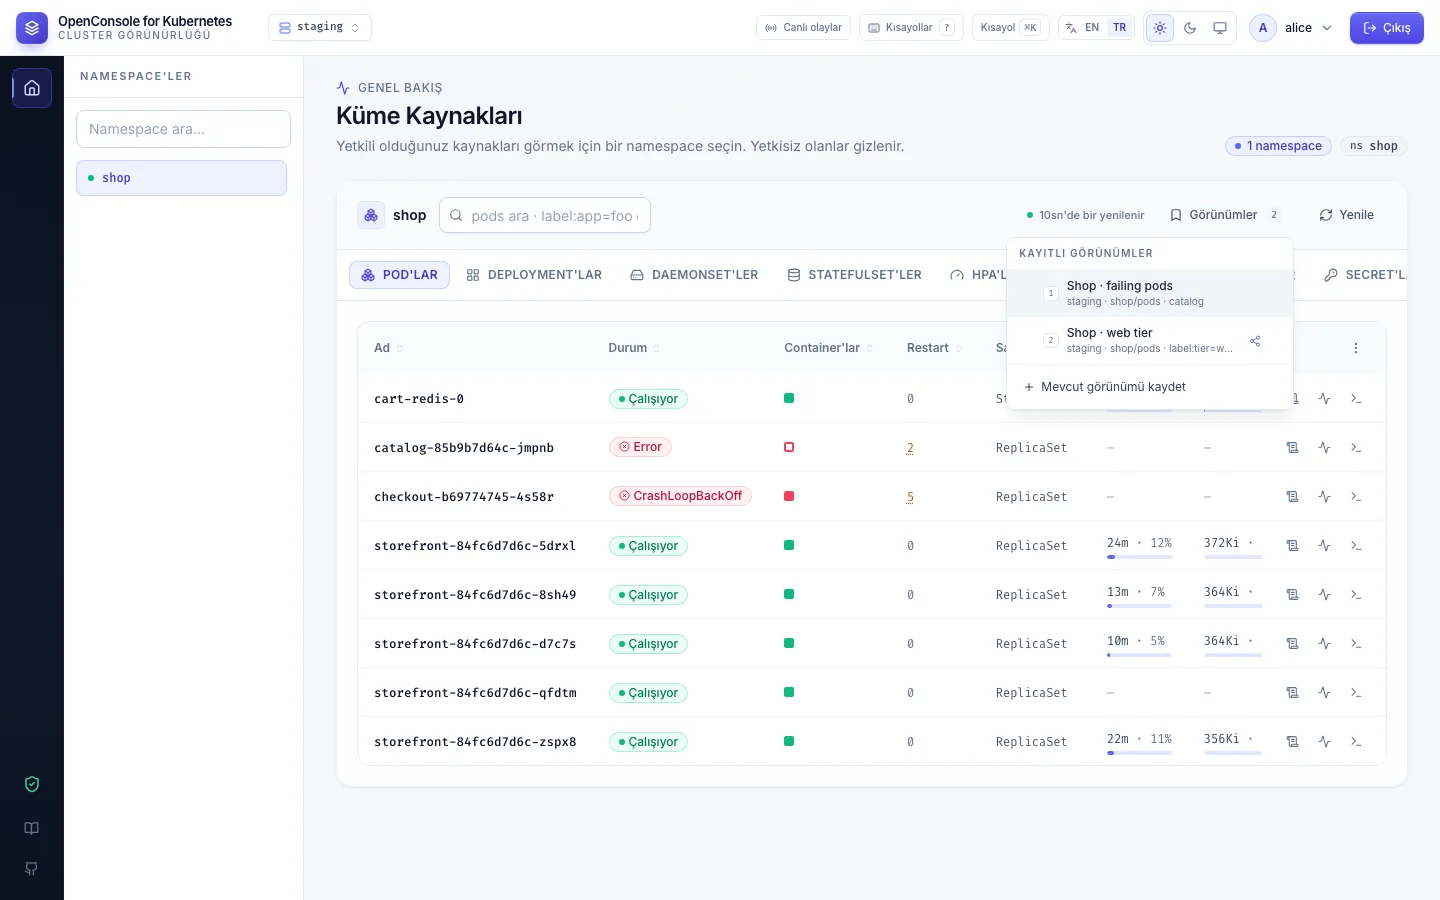 OpenConsole for Kubernetes
CLUSTER GÖRÜNÜRLÜĞÜ
staging
Canlı olaylar
Kısayollar ?
Kısayol ⌘K
EN TR
A alice
Çıkış
NAMESPACE'LER
Namespace ara...
shop
GENEL BAKIŞ
Küme Kaynakları
Yetkili olduğunuz kaynakları görmek için bir namespace seçin. Yetkisiz olanlar gizlenir.
1 namespace
ns shop
shop
pods ara · label:app=foo
10sn'de bir yenilenir
Görünümler 2
Yenile
POD'LAR DEPLOYMENT'LAR DAEMONSET'LER STATEFULSET'LER HPA'L SECRET'L
KAYITLI GÖRÜNÜMLER
1 Shop · failing pods
staging · shop/pods · catalog
2 Shop · web tier
staging · shop/pods · label:tier=w...
+ Mevcut görünümü kaydet
Ad Durum Container'lar Restart Sa
cart-redis-0 Çalışıyor 0 St
catalog-85b9b7d64c-jmpnb Error 2 ReplicaSet — —
checkout-b69774745-4s58r CrashLoopBackOff 5 ReplicaSet — —
storefront-84fc6d7d6c-5drxl Çalışıyor 0 ReplicaSet 24m · 12% 372Ki ·
storefront-84fc6d7d6c-8sh49 Çalışıyor 0 ReplicaSet 13m · 7% 364Ki ·
storefront-84fc6d7d6c-d7c7s Çalışıyor 0 ReplicaSet 10m · 5% 364Ki ·
storefront-84fc6d7d6c-qfdtm Çalışıyor 0 ReplicaSet — —
storefront-84fc6d7d6c-zspx8 Çalışıyor 0 ReplicaSet 22m · 11% 356Ki ·